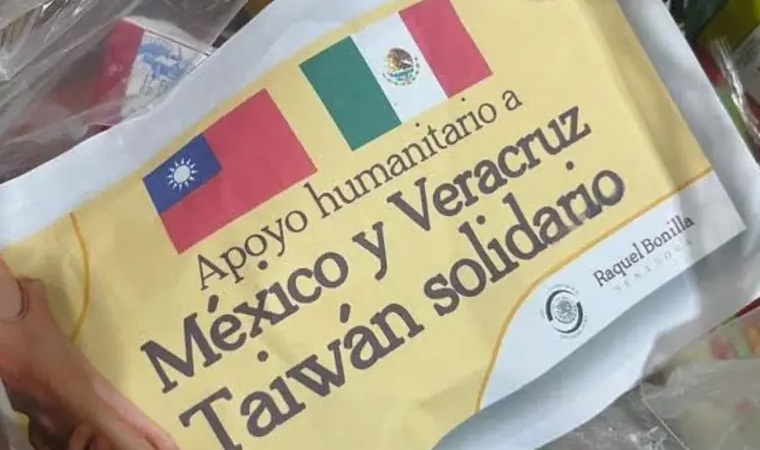 Apoyo humanitario a
México y Veracruz
Taiwán solidario
Raquel Bonilla
SENADORA